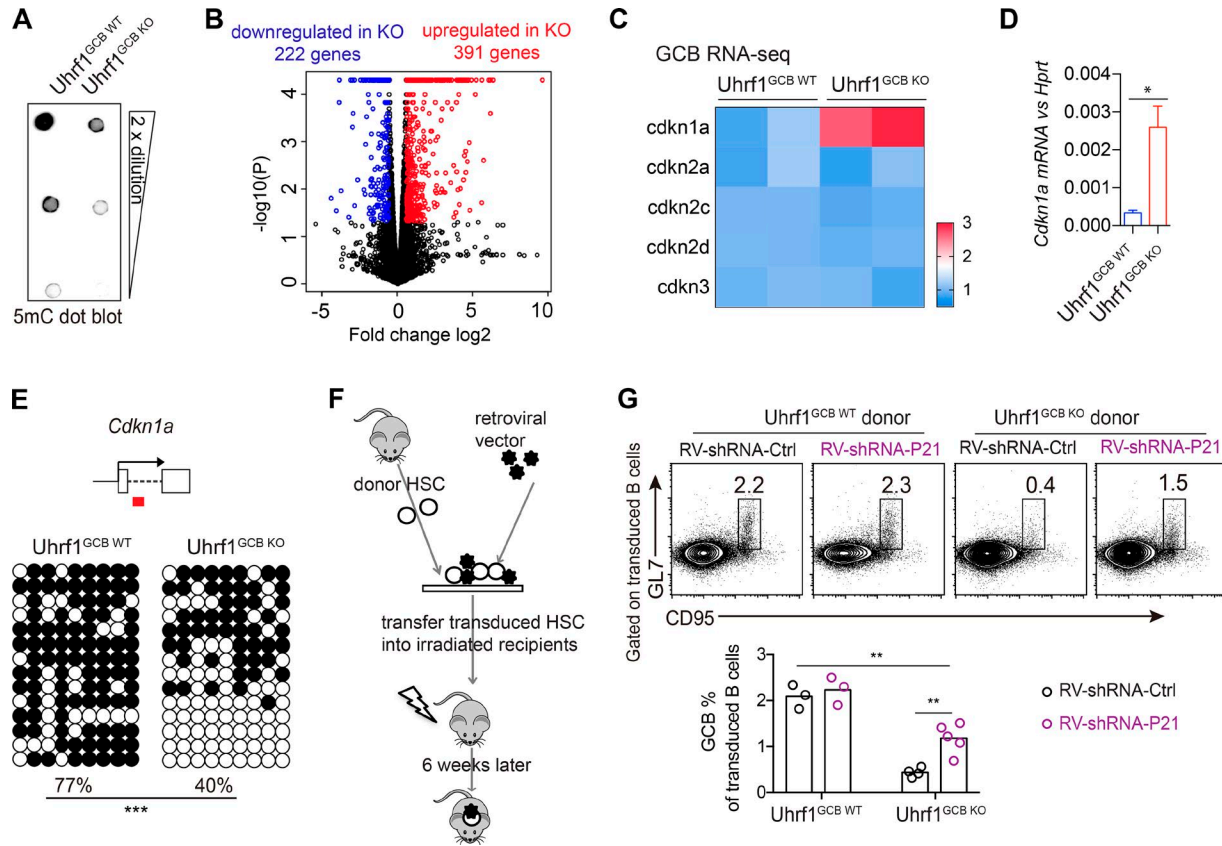 A
Uhrf1GCB WT
Uhrf1GCB KO
2 x dilution
5mC dot blot
B
downregulated in KO
222 genes
upregulated in KO
391 genes
-log10(P)
4
3
2
1
0
-5
0
5
10
Fold change log2
C
GCB RNA-seq
Uhrf1GCB WT
Uhrf1GCB KO
cdkn1a
cdkn2a
cdkn2c
cdkn2d
cdkn3
3
2
1
D
Cdkn1a mRNA vs Hprt
0.004
0.003
0.002
0.001
0.000
*
Uhrf1GCB WT
Uhrf1GCB KO
E
Cdkn1a
Uhrf1GCB WT
Uhrf1GCB KO
77%
40%
***
F
retroviral
vector
donor HSC
transfer transduced HSC
into irradiated recipients
6 weeks later
G
Uhrf1GCB WT donor
Uhrf1GCB KO donor
RV-shRNA-Ctrl
RV-shRNA-P21
RV-shRNA-Ctrl
RV-shRNA-P21
2.2
2.3
0.4
1.5
Gated on transduced B cells
GL7
CD95
GCB %
of transduced B cells
3
2
1
0
**
**
Uhrf1GCB WT
Uhrf1GCB KO
RV-shRNA-Ctrl
RV-shRNA-P21